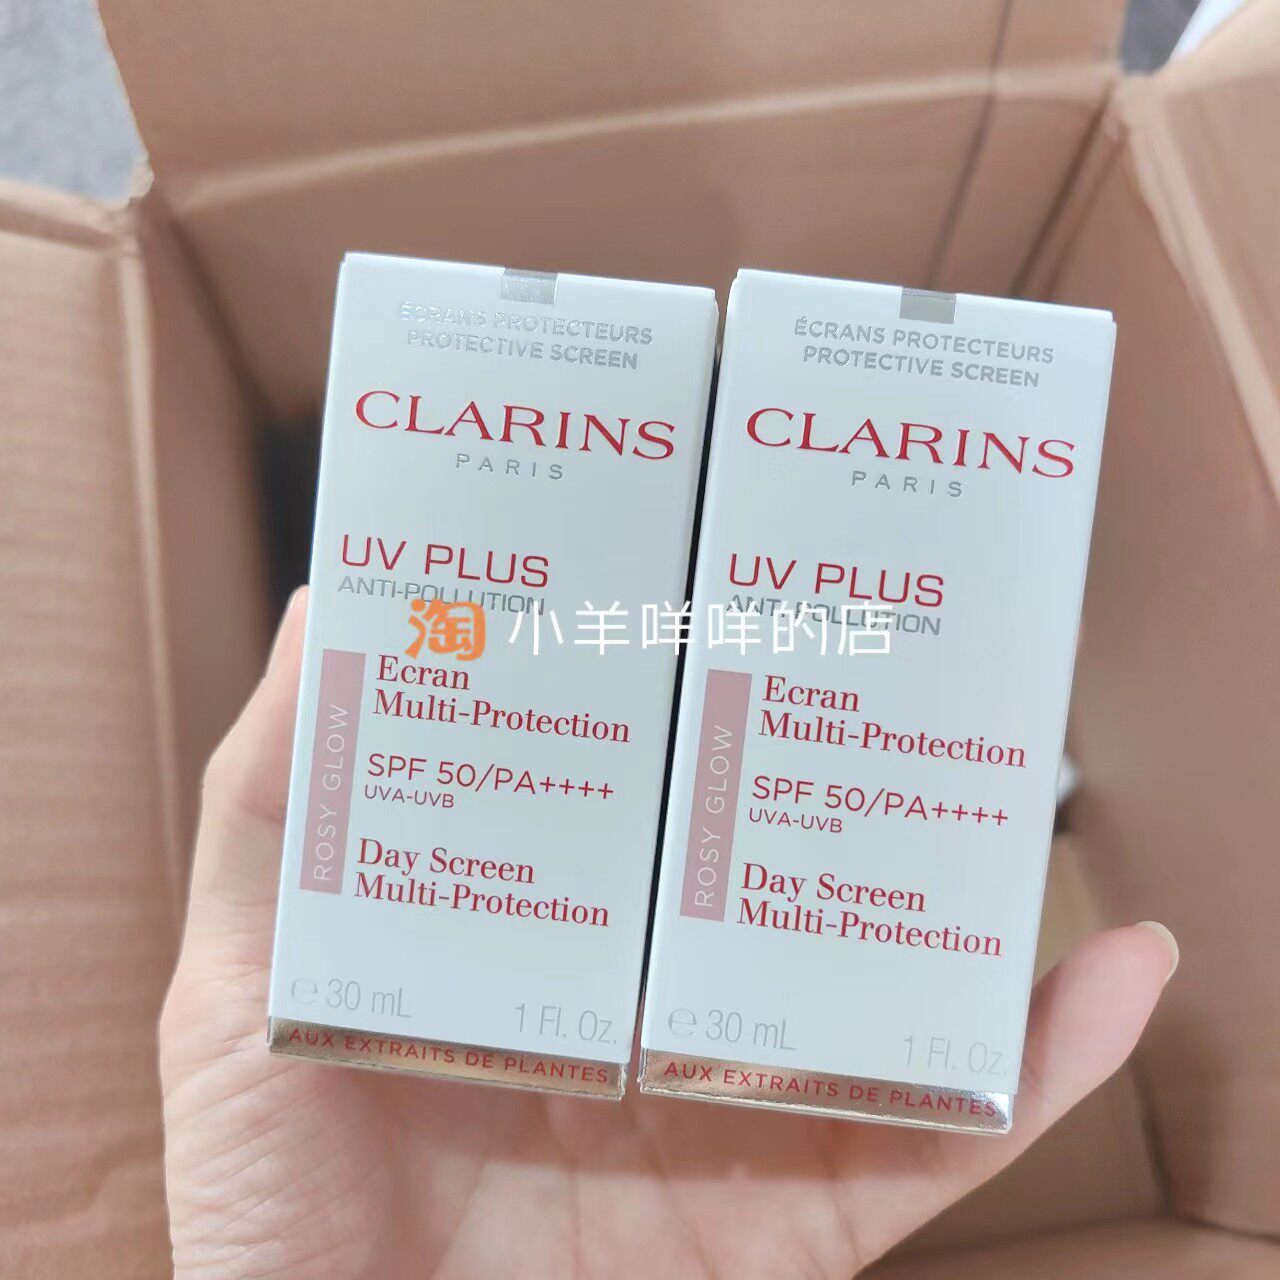 ÉCRANS PROTECTEURS
PROTECTIVE SCREEN
CLARINS
PARIS
UV PLUS
ANTI-POLLUTION
ROSY GLOW
Ecran
Multi-Protection
SPF 50/PA++++
UVA-UVB
Day Screen
Multi-Protection
℮ 30 mL 1 Fl. Oz.
AUX EXTRAITS DE PLANTES
ÉCRANS PROTECTEURS
PROTECTIVE SCREEN
CLARINS
PARIS
UV PLUS
ANTI-POLLUTION
ROSY GLOW
Ecran
Multi-Protection
SPF 50/PA++++
UVA-UVB
Day Screen
Multi-Protection
℮ 30 mL 1 Fl. Oz.
AUX EXTRAITS DE PLANTES
淘 小羊咩咩的店